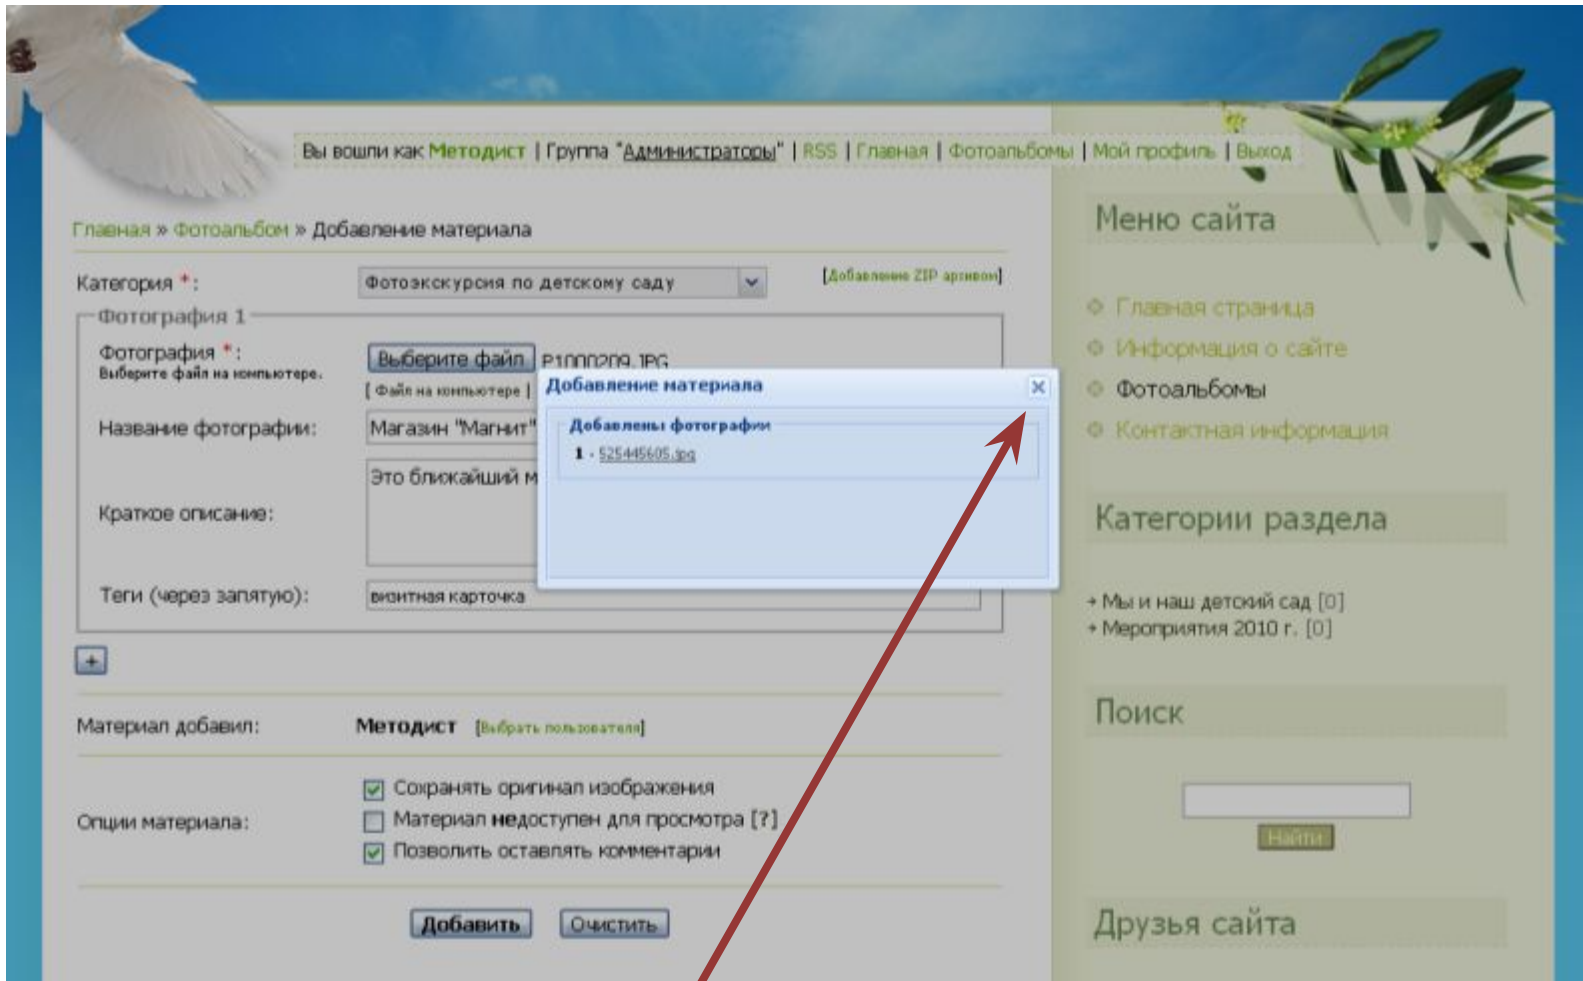 Вы вошли как Методист | Группа "Администраторы" | RSS | Главная | Фотоальбомы | Мой профиль | Выход
Главная » Фотоальбом » Добавление материала
Категория *:
Фотоэкскурсия по детскому саду
[Добавление ZIP архивом]
Фотография 1
Фотография *:
Выберите файл на компьютере.
Выберите файл P1000209.JPG
[ Файл на компьютере ]
Название фотографии:
Магазин "Магнит"
Краткое описание:
Это ближайший м
Теги (через запятую):
визитная карточка
+
Добавление материала
Добавлены фотографии
1 - 525445605.jpg
Материал добавил:
Методист [Выбрать пользователя]
Опции материала:
Сохранять оригинал изображения
Материал недоступен для просмотра [?]
Позволить оставлять комментарии
Добавить Очистить
Меню сайта
Главная страница
Информация о сайте
Фотоальбомы
Контактная информация
Категории раздела
Мы и наш детский сад [0]
Мероприятия 2010 г. [0]
Поиск
Найти
Друзья сайта